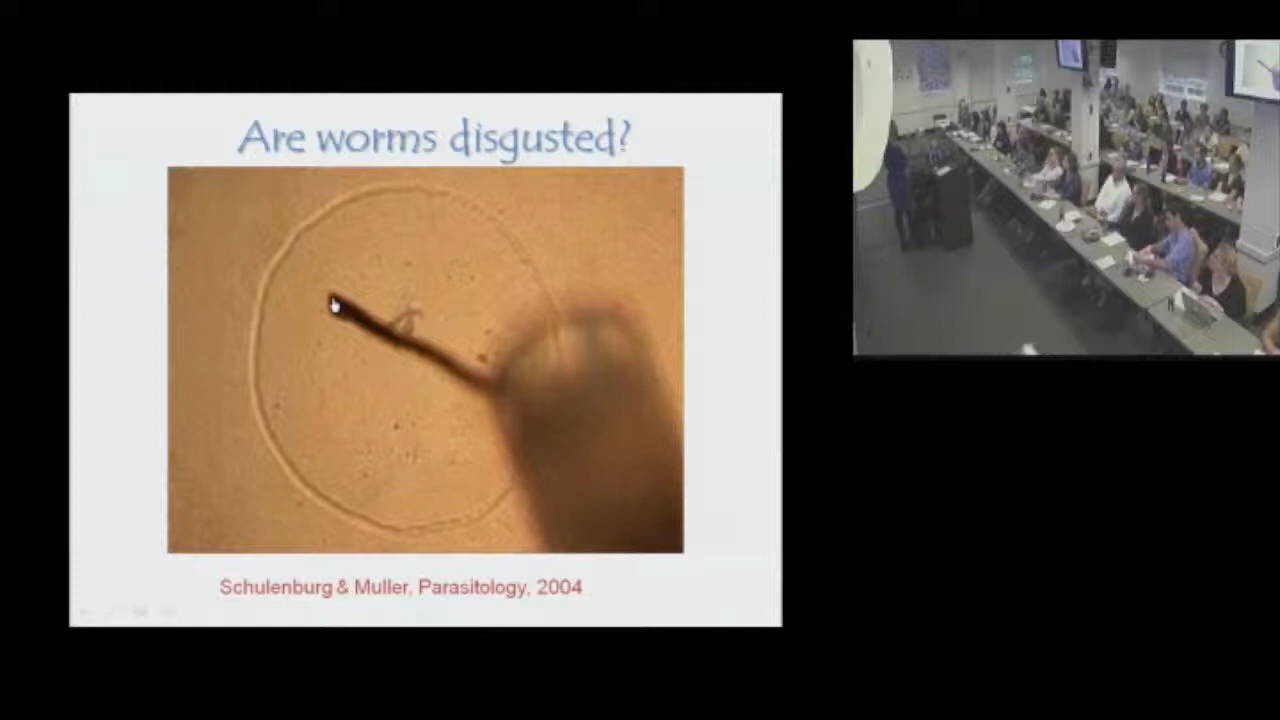 Are worms disgusted?
Schulenburg & Muller, Parasitology, 2004